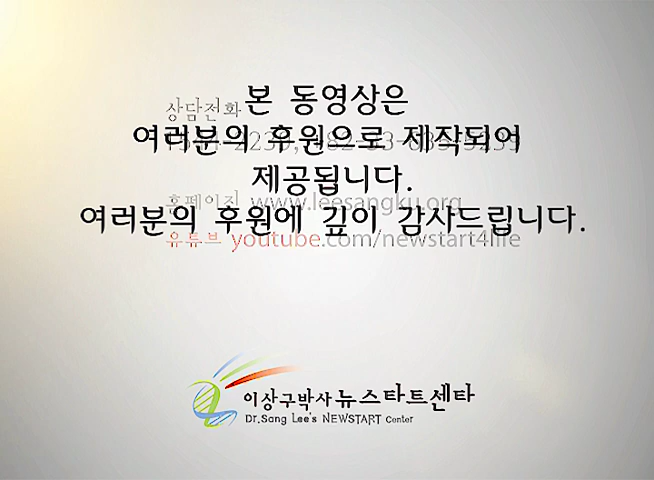 본 동영상은
상담전화
여러분의 후원으로 제작되어
제공됩니다.
홈페이지 www.leesangku.org
여러분의 후원에 깊이 감사드립니다.
유튜브 youtube.com/newstart4life
이상구박사 뉴스타트센타
Dr.Sang Lee's NEWSTART Center